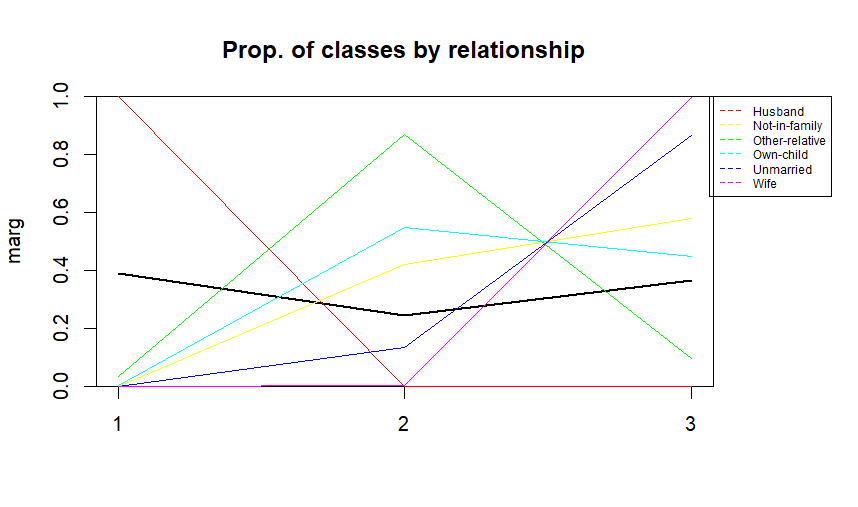 Prop. of classes by relationship
marg
1.0
0.8
0.6
0.4
0.2
0.0
1
2
3
Husband
Not-in-family
Other-relative
Own-child
Unmarried
Wife